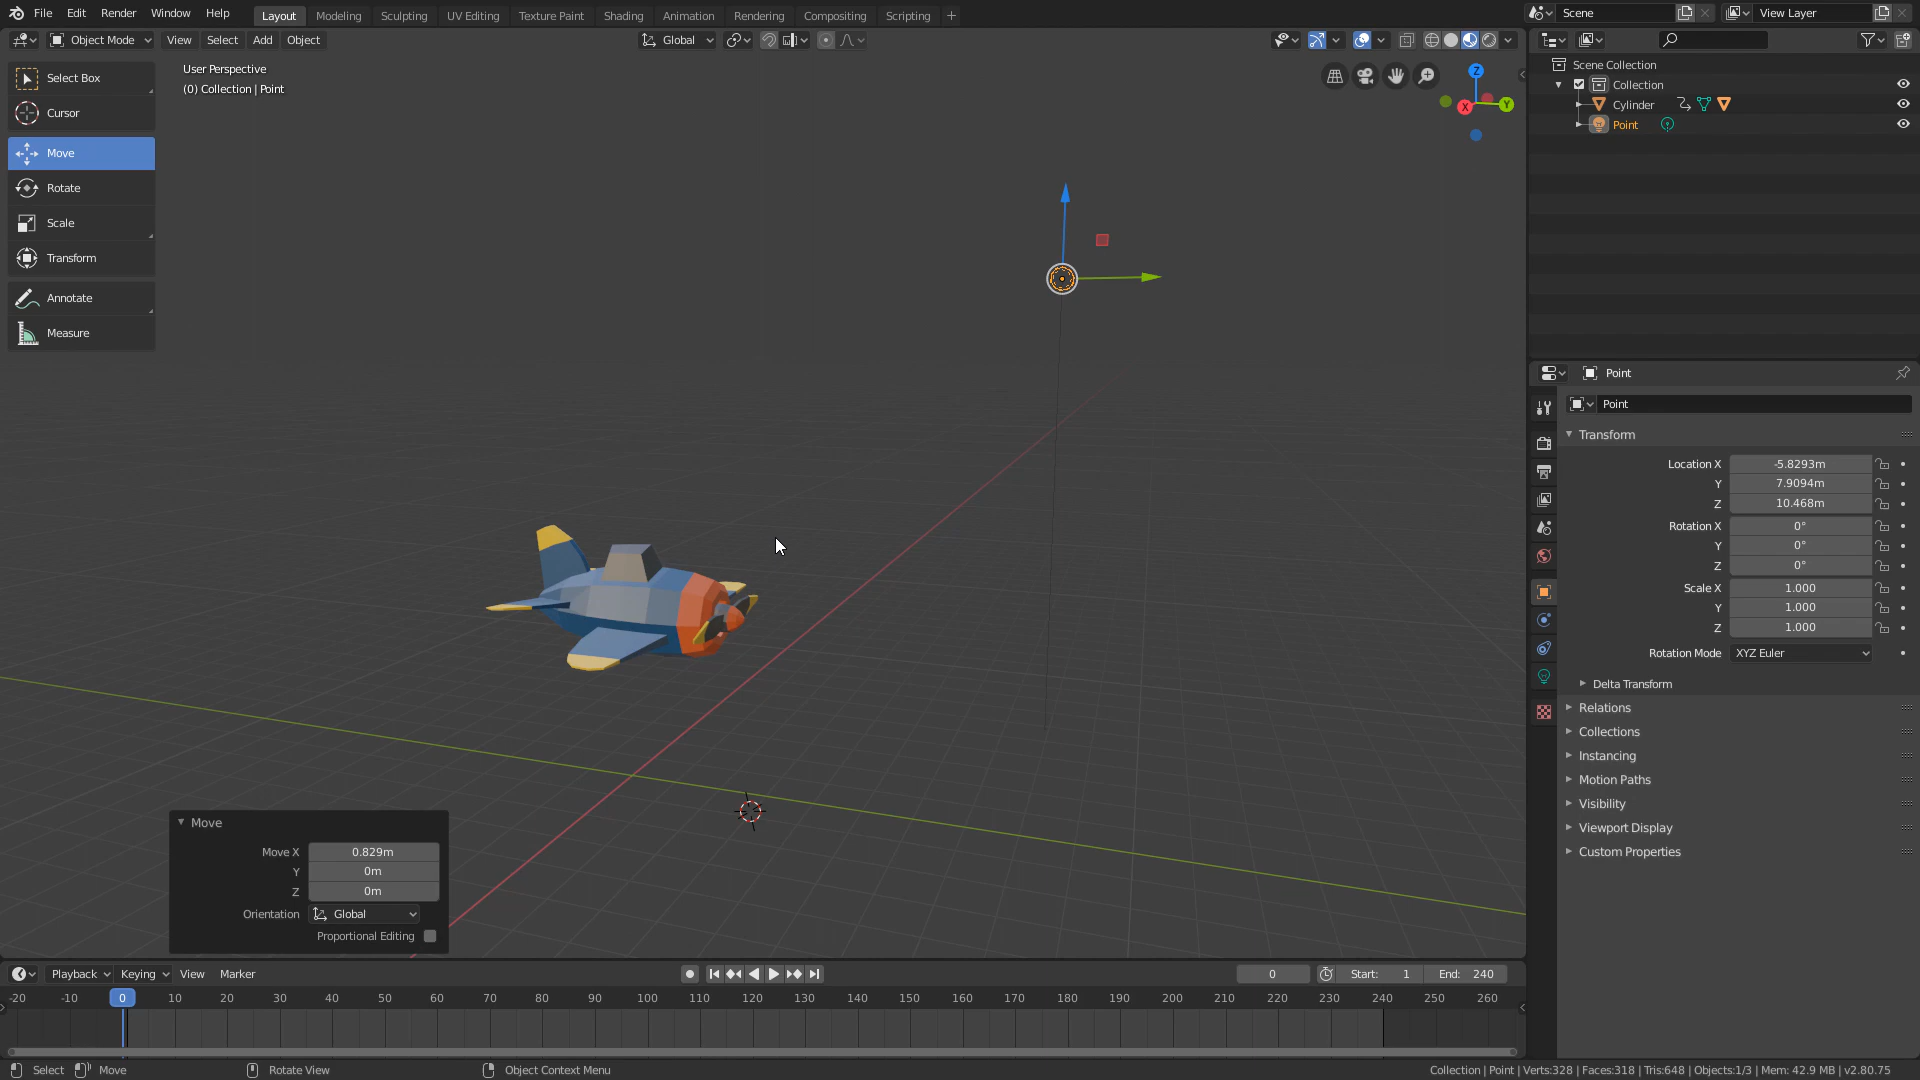 File Edit Render Window Help Layout Modeling Sculpting UV Editing Texture Paint Shading Animation Rendering Compositing Scripting + Scene View Layer
Object Mode View Select Add Object Global
User Perspective
(0) Collection | Point
Select Box
Cursor
Move
Rotate
Scale
Transform
Annotate
Measure
Z
X
Y
Scene Collection
Collection
Cylinder
Point
Point
Point
Transform
Location X -5.8293m
Y 7.9094m
Z 10.468m
Rotation X 0°
Y 0°
Z 0°
Scale X 1.000
Y 1.000
Z 1.000
Rotation Mode XYZ Euler
Delta Transform
Relations
Collections
Instancing
Motion Paths
Visibility
Viewport Display
Custom Properties
Move
Move X 0.829m
Y 0m
Z 0m
Orientation Global
Proportional Editing
Playback Keying View Marker 0 Start: 1 End: 240
-20 -10 0 10 20 30 40 50 60 70 80 90 100 110 120 130 140 150 160 170 180 190 200 210 220 230 240 250 260
Select Move Rotate View Object Context Menu Collection | Point | Verts:328 | Faces:318 | Tris:648 | Objects:1/3 | Mem: 42.9 MB | v2.80.75